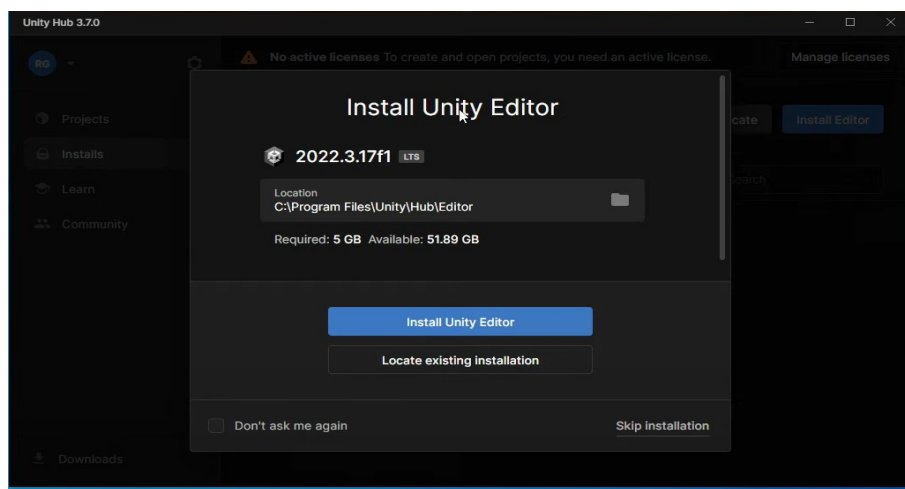 Unity Hub 3.7.0
RG
No active licenses To create and open projects, you need an active license.
Manage licenses
Projects
Installs
Learn
Community
Downloads
cate
Install Editor
earch
Install Unity Editor
2022.3.17f1 LTS
Location
C:\Program Files\Unity\Hub\Editor
Required: 5 GB Available: 51.89 GB
Install Unity Editor
Locate existing installation
Don't ask me again
Skip installation